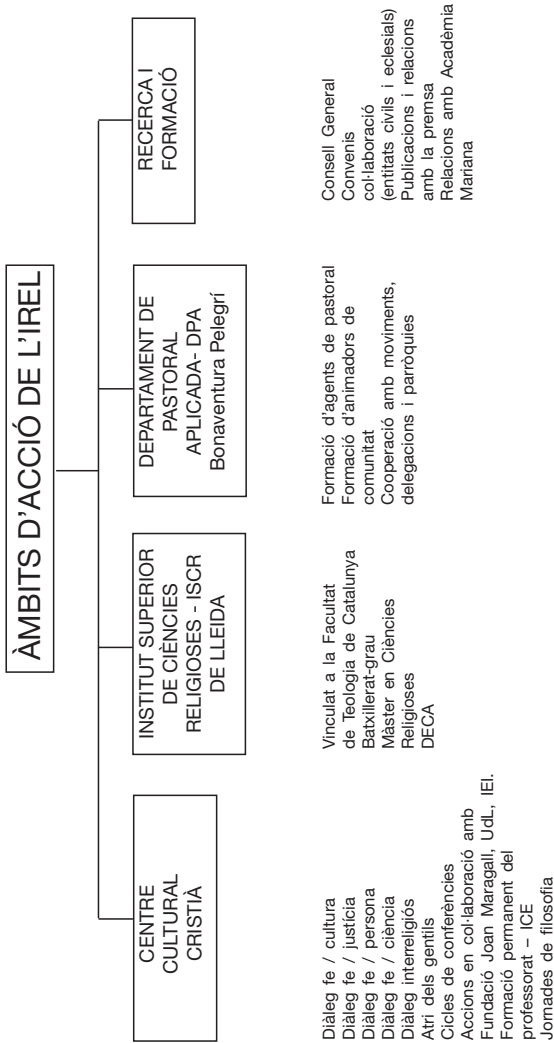 ÀMBITS D'ACCIÓ DE L'IREL
CENTRE
CULTURAL
CRISTIÀ
Diàleg fe / cultura
Diàleg fe / justícia
Diàleg fe / persona
Diàleg fe / ciència
Diàleg interreligiós
Atri dels gentils
Cicles de conferències
Accions en col·laboració amb
Fundació Joan Maragall, UdL, IEI.
Formació permanent del
professorat – ICE
Jornades de filosofia
INSTITUT SUPERIOR
DE CIÈNCIES
RELIGIOSES - ISCR
DE LLEIDA
Vinculat a la Facultat
de Teologia de Catalunya
Batxillerat-grau
Màster en Ciències
Religioses
DECA
DEPARTAMENT DE
PASTORAL
APLICADA- DPA
Bonaventura Pelegrí
Formació d'agents de pastoral
Formació d'animadors de
comunitat
Cooperació amb moviments,
delegacions i parròquies
RECERCA I
FORMACIÓ
Consell General
Convenis
col·laboració
(entitats civils i eclesials)
Publicacions i relacions
amb la premsa
Relacions amb Acadèmia
Mariana